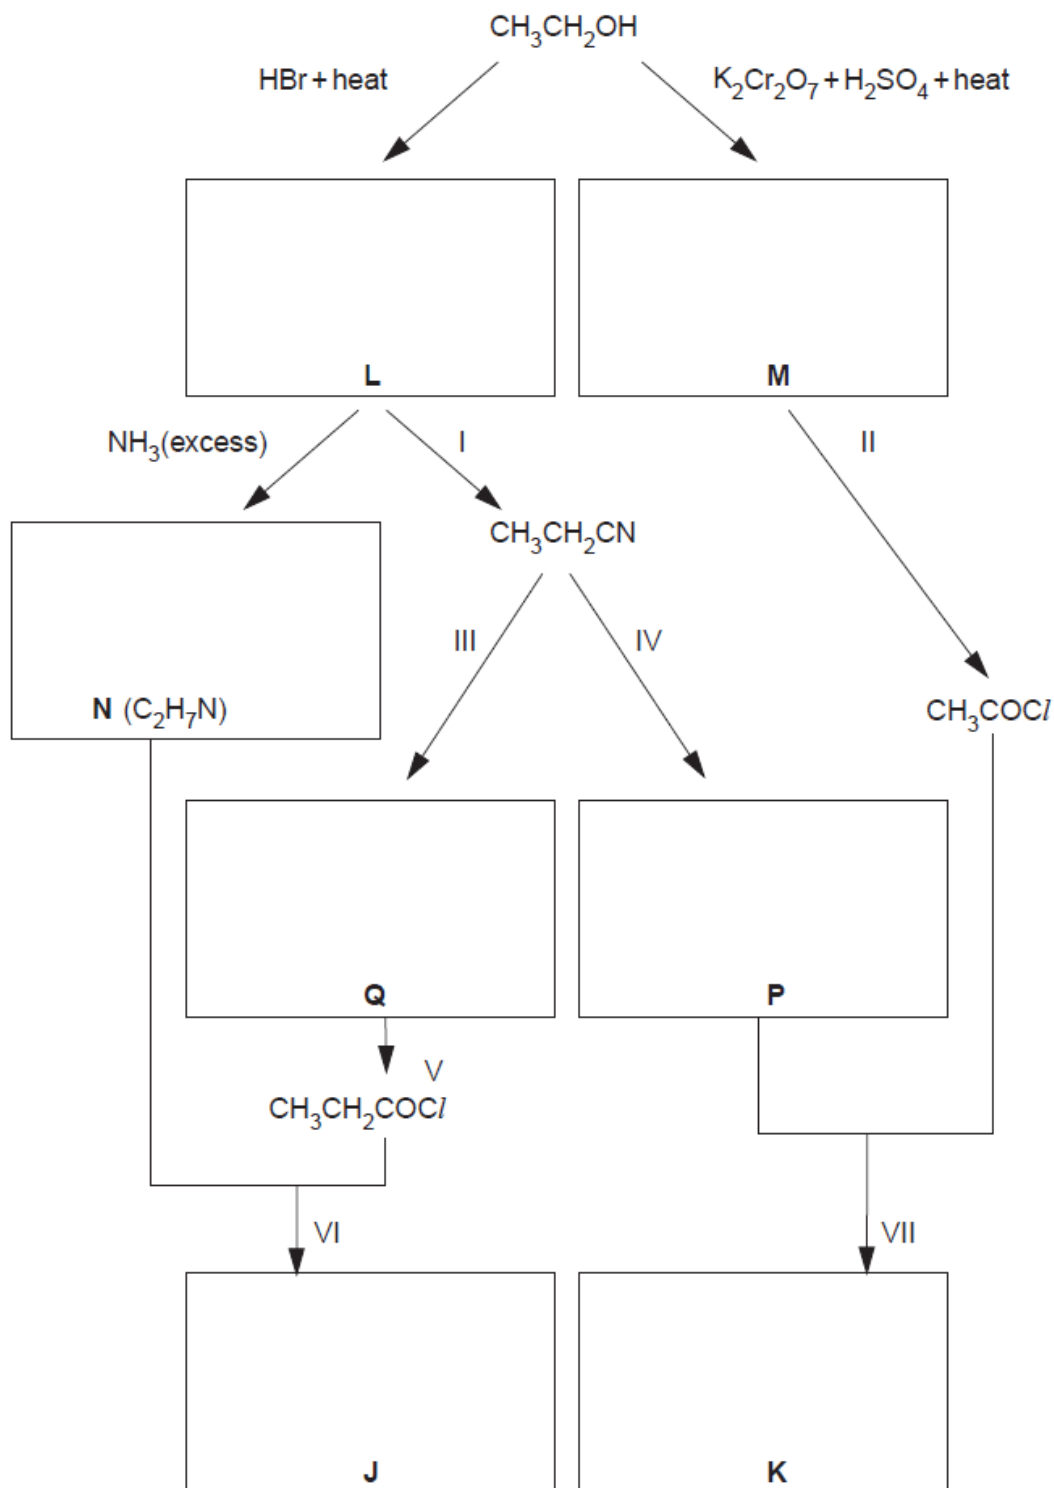 CH₃CH₂OH
HBr + heat
K₂Cr₂O₇ + H₂SO₄ + heat
L
M
NH₃(excess)
I
II
CH₃CH₂CN
III
IV
N (C₂H₇N)
CH₃COCl
Q
P
V
CH₃CH₂COCl
VI
VII
J
K